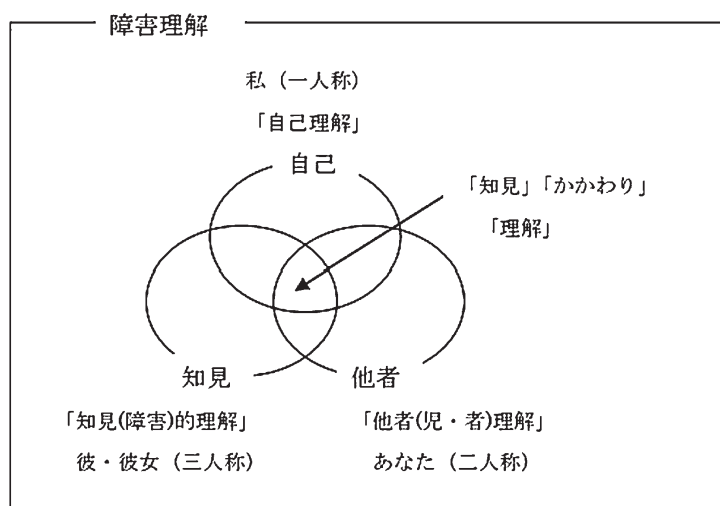 障害理解
私（一人称）
「自己理解」
自己
「知見」「かかわり」
「理解」
知見
他者
「知見(障害)的理解」
「他者(児・者)理解」
彼・彼女（三人称）
あなた（二人称）